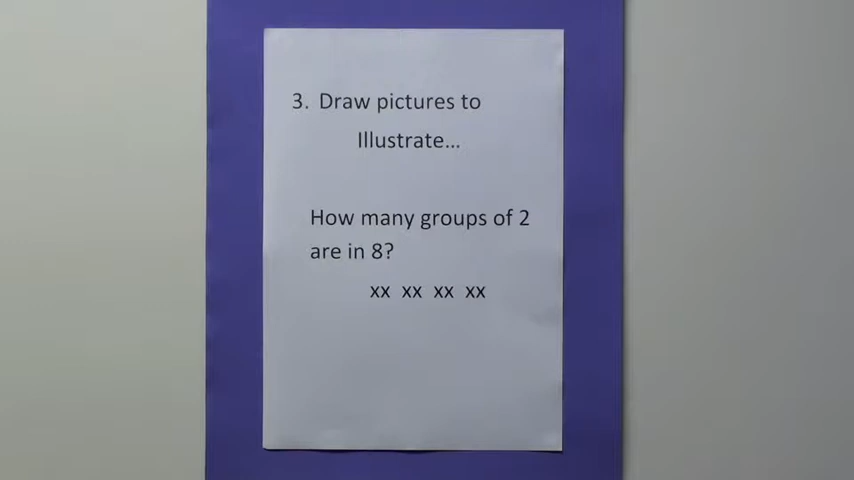 3. Draw pictures to
Illustrate...
How many groups of 2
are in 8?
xx xx xx xx